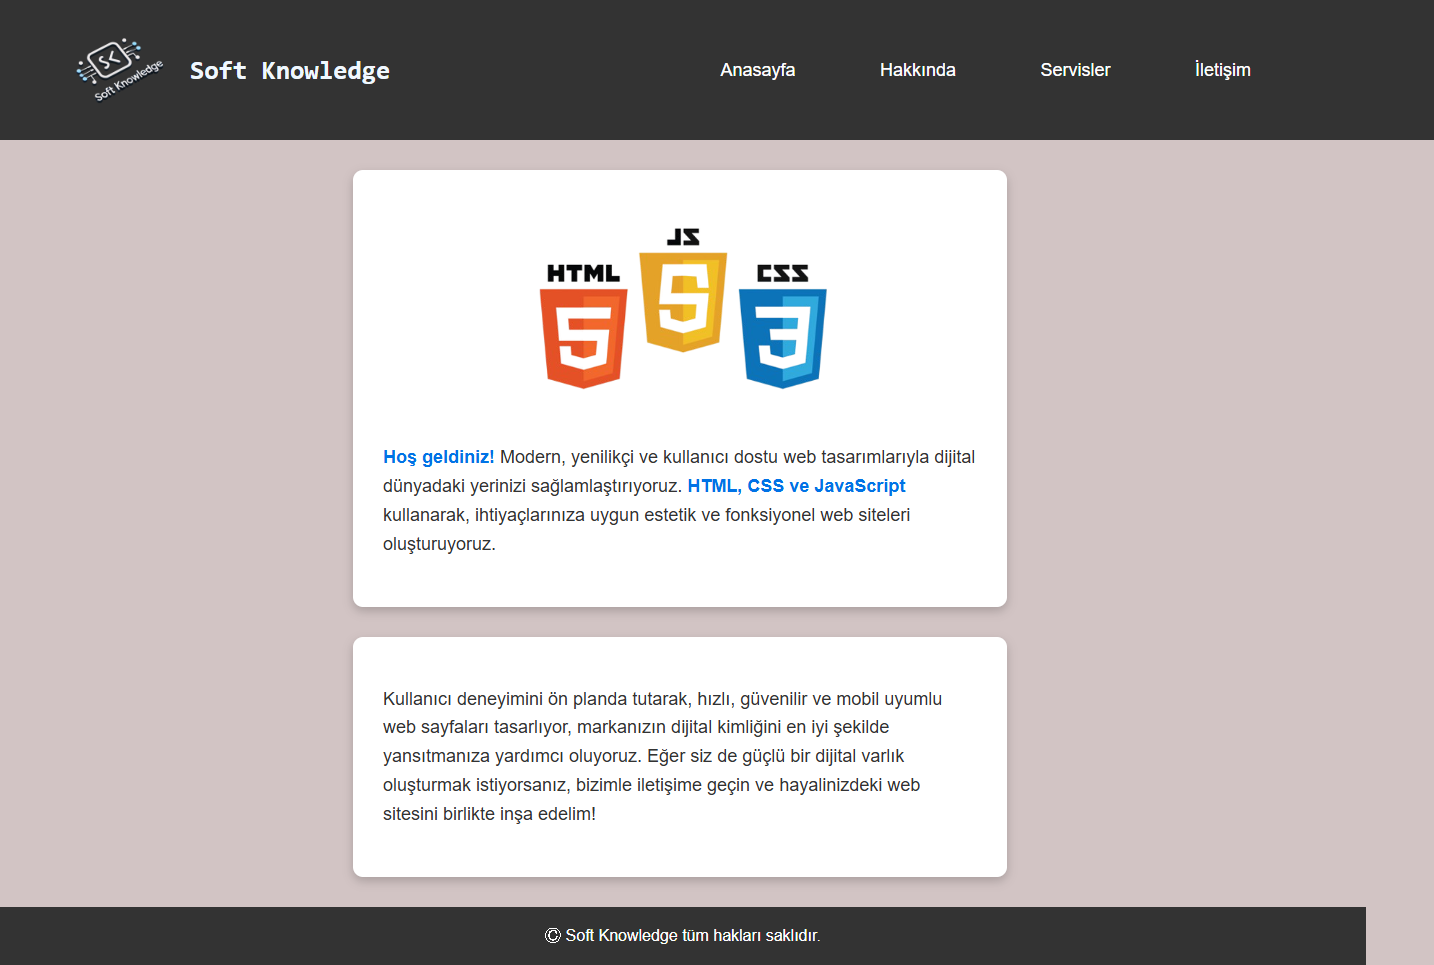 SK
Soft Knowledge
Soft Knowledge
Anasayfa
Hakkında
Servisler
İletişim
JS
HTML
CSS
5
5
3
Hoş geldiniz! Modern, yenilikçi ve kullanıcı dostu web tasarımlarıyla dijital
dünyadaki yerinizi sağlamlaştırıyoruz. HTML, CSS ve JavaScript
kullanarak, ihtiyaçlarınıza uygun estetik ve fonksiyonel web siteleri
oluşturuyoruz.
Kullanıcı deneyimini ön planda tutarak, hızlı, güvenilir ve mobil uyumlu
web sayfaları tasarlıyor, markanızın dijital kimliğini en iyi şekilde
yansıtmanıza yardımcı oluyoruz. Eğer siz de güçlü bir dijital varlık
oluşturmak istiyorsanız, bizimle iletişime geçin ve hayalinizdeki web
sitesini birlikte inşa edelim!
© Soft Knowledge tüm hakları saklıdır.